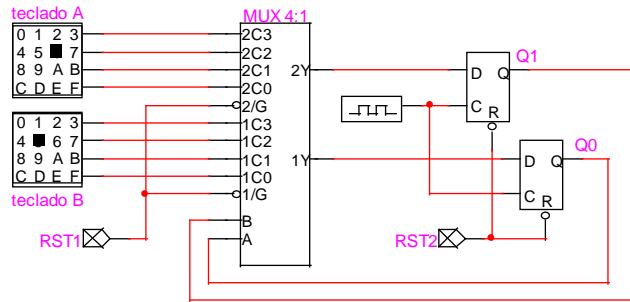 teclado A
0 1 2 3
4 5 7
8 9 A B
C D E F
teclado B
0 1 2 3
4 6 7
8 9 A B
C D E F
RST1
MUX 4:1
2C3
2C2
2C1
2C0
2/G
1C3
1C2
1C1
1C0
1/G
B
A
2Y
1Y
Q1
D Q
C
R
Q0
D Q
C
R
RST2